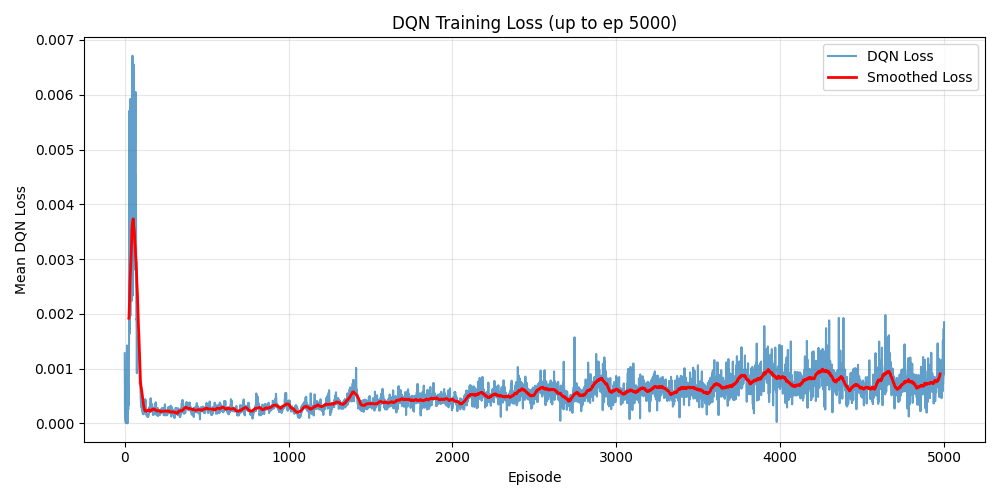 DQN Training Loss (up to ep 5000)
DQN Loss
Smoothed Loss
Mean DQN Loss
0.007
0.006
0.005
0.004
0.003
0.002
0.001
0.000
0
1000
2000
3000
4000
5000
Episode